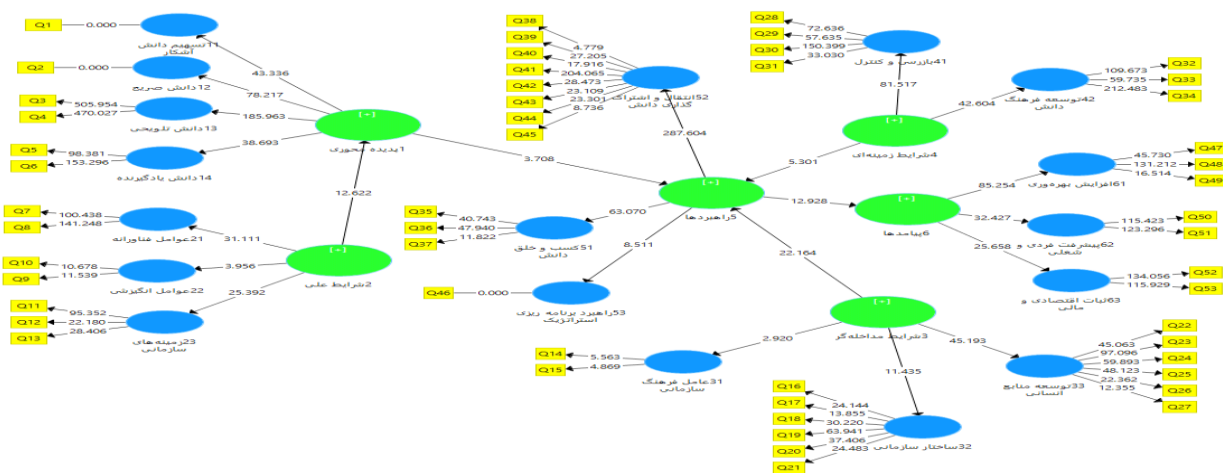 Q1
0.000
11تسهیم دانش
آشکار
Q2
0.000
12دانش صریح
Q3
505.954
Q4
470.027
13دانش تلویحی
Q5
98.381
Q6
153.296
14دانش یادگیرنده
43.336
78.217
185.963
38.693
[+]
1پدیده محوری
12.622
3.708
Q7
100.438
Q8
141.248
21عوامل فناورانه
Q10
10.678
Q9
11.539
22عوامل انگیزشی
Q11
95.352
Q12
22.180
Q13
28.406
23زمینه های
سازمانی
31.111
3.956
25.392
[+]
2شرایط علی
Q38
Q39
Q40
Q41
Q42
Q43
Q44
Q45
4.779
27.205
17.916
204.065
28.473
23.109
23.301
8.736
52انتقال و اشتراک
گذاری دانش
287.604
[+]
5راهبردها
Q35
40.743
Q36
47.940
Q37
11.822
51کسب و خلق
دانش
63.070
8.511
Q46
0.000
53راهبرد برنامه ریزی
استراتژیک
Q28
72.636
Q29
57.635
Q30
150.399
Q31
33.030
41بازرسی و کنترل
81.517
42.604
Q32
109.673
Q33
59.735
Q34
212.483
42توسعه فرهنگ
دانش
[+]
4شرایط زمینه‌ای
5.301
12.928
[+]
6پیامدها
85.254
32.427
25.658
Q47
45.730
Q48
131.212
Q49
16.514
61افزایش بهره‌وری
Q50
115.423
Q51
123.296
62پیشرفت فردی و
شغلی
Q52
134.056
Q53
115.929
63ثبات اقتصادی و
مالی
22.164
[+]
3شرایط مداخله‌گر
2.920
11.435
45.193
Q14
5.563
Q15
4.869
31عامل فرهنگ
سازمانی
Q16
Q17
Q18
Q19
Q20
Q21
24.144
13.855
30.220
63.941
37.406
24.483
32ساختار سازمانی
Q22
Q23
Q24
Q25
Q26
Q27
45.063
97.096
59.893
48.123
22.362
12.355
33توسعه منابع
انسانی